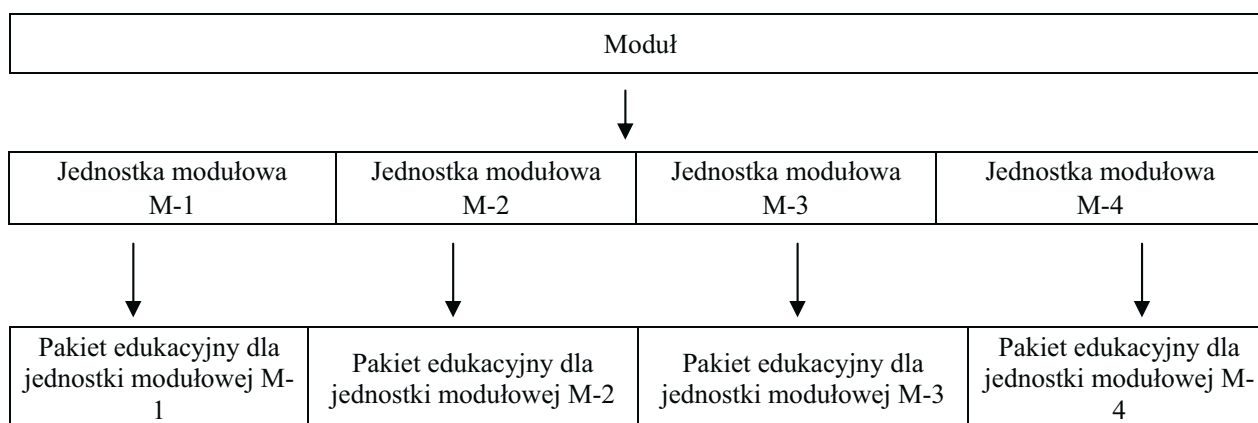 Moduł
Jednostka modułowa
M-1
Jednostka modułowa
M-2
Jednostka modułowa
M-3
Jednostka modułowa
M-4
Pakiet edukacyjny dla
jednostki modułowej M-
1
Pakiet edukacyjny dla
jednostki modułowej M-2
Pakiet edukacyjny dla
jednostki modułowej M-3
Pakiet edukacyjny dla
jednostki modułowej M-
4